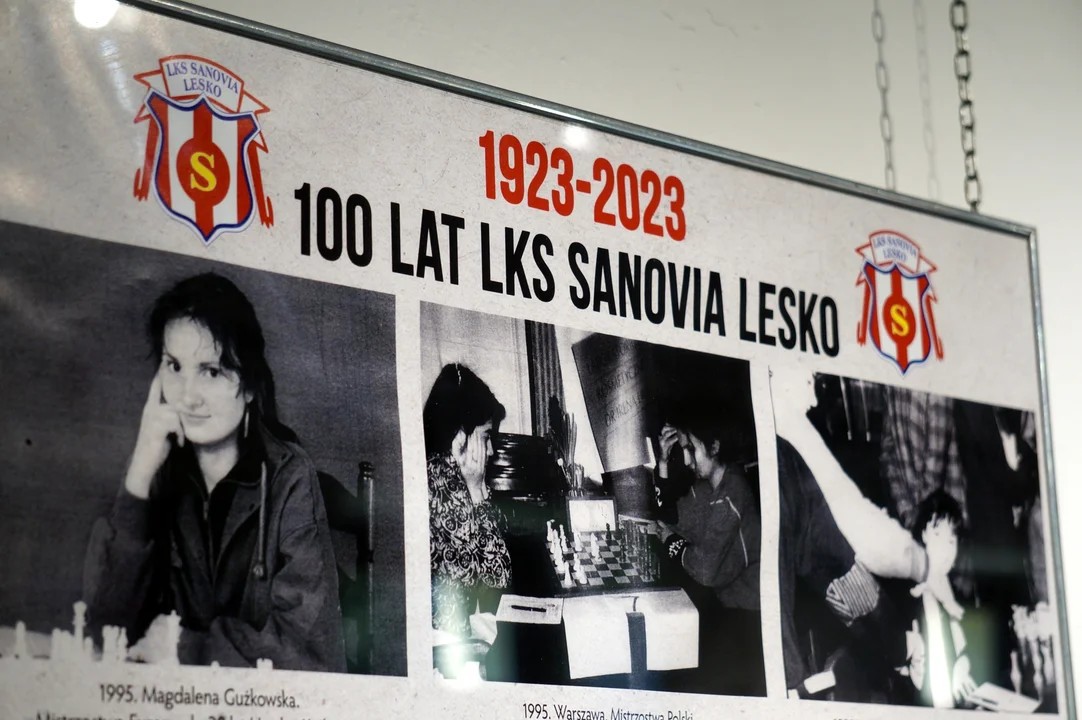 LKS SANOVIA
LESKO
S
1923-2023
100 LAT LKS SANOVIA LESKO
LKS SANOVIA
LESKO
S
1995. Magdalena Gużkowska.
1995. Warszawa. Mistrzostwa Polski